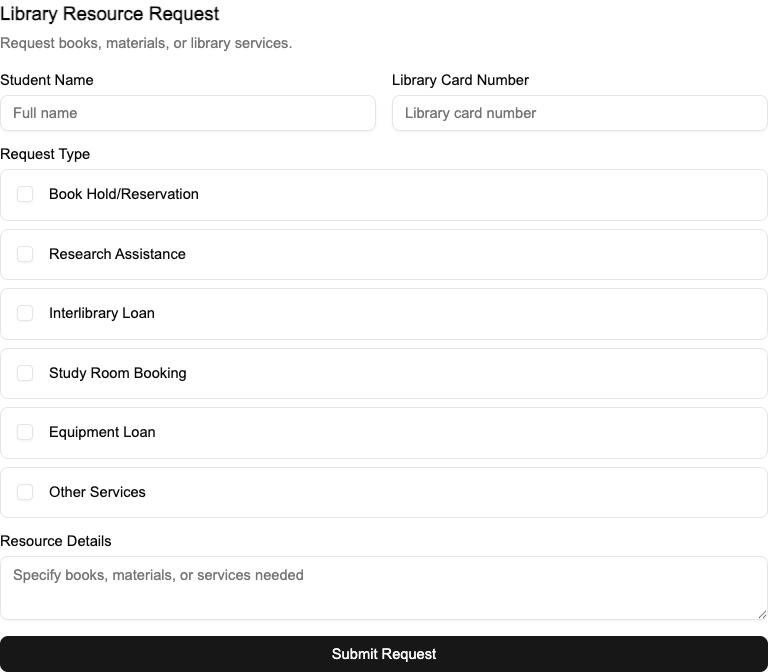 Library Resource Request
Request books, materials, or library services.
Student Name
Full name
Library Card Number
Library card number
Request Type
Book Hold/Reservation
Research Assistance
Interlibrary Loan
Study Room Booking
Equipment Loan
Other Services
Resource Details
Specify books, materials, or services needed
Submit Request